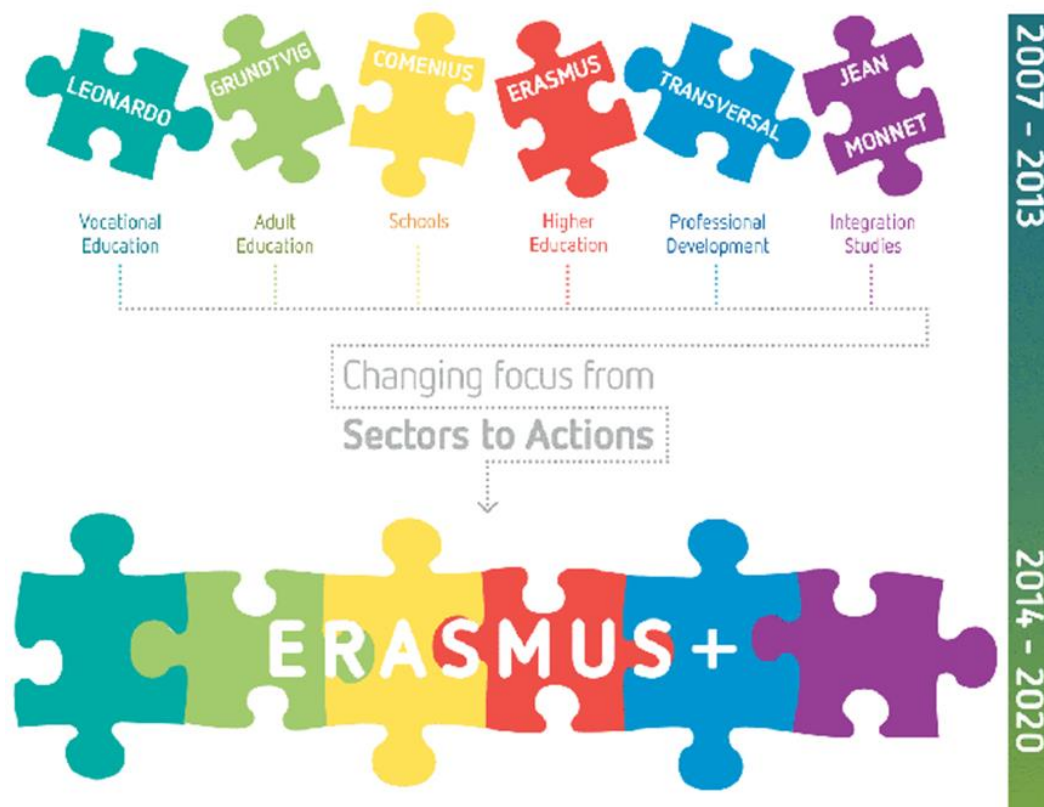 LEONARDO
GRUNDTVIG
COMENIUS
ERASMUS
TRANSVERSAL
JEAN
MONNET
2007 - 2013
Vocational
Education
Adult
Education
Schools
Higher
Education
Professional
Development
Integration
Studies
Changing focus from
Sectors to Actions
ERASMUS +
2014 - 2020